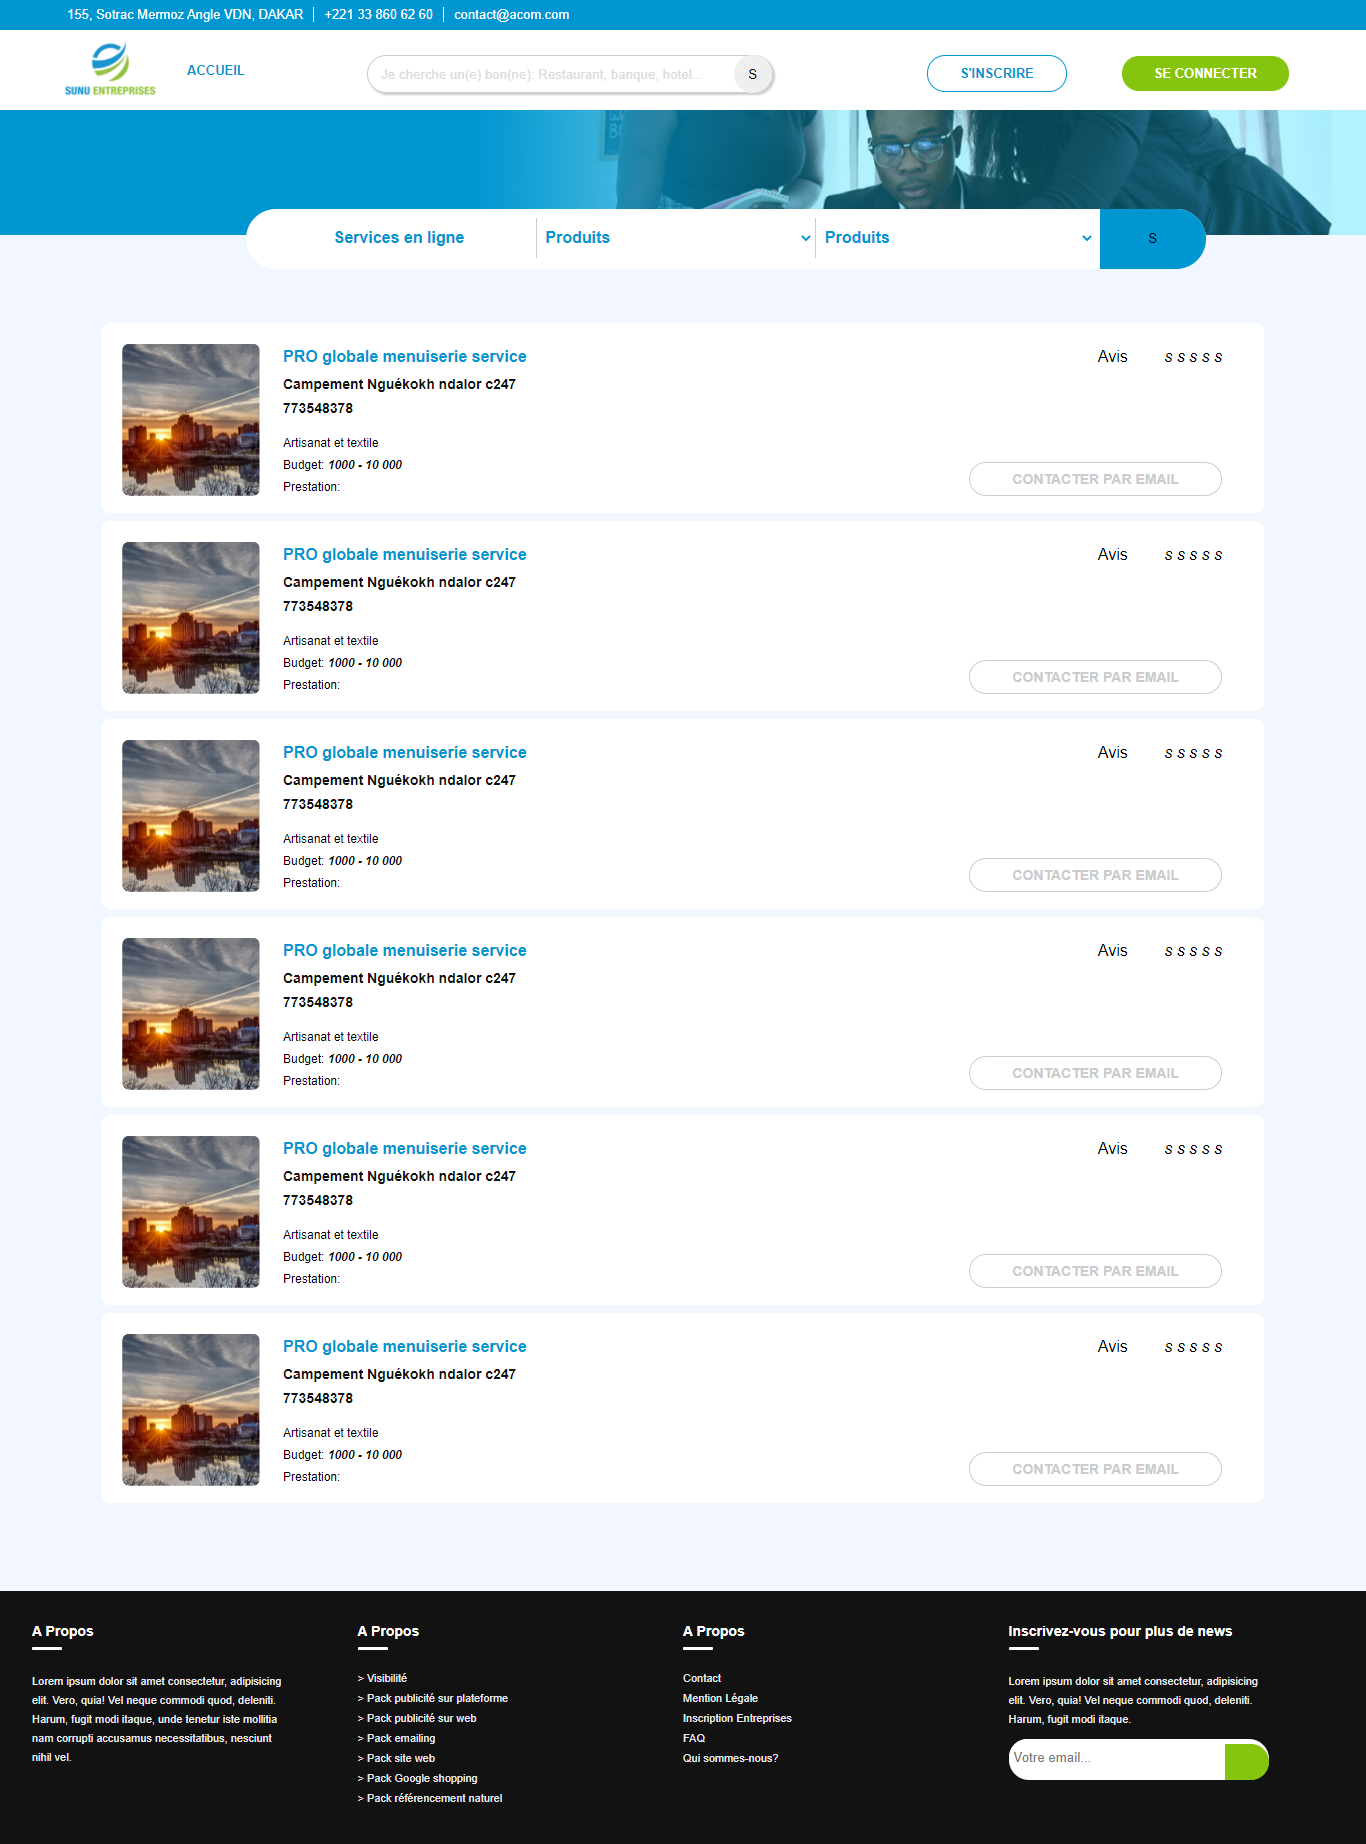 155, Sotrac Mermoz Angle VDN, DAKAR | +221 33 860 62 60 | contact@acom.com
SUNU ENTREPRISES
ACCUEIL
Je cherche un(e) bon(ne): Restaurant, banque, hotel...
S
S'INSCRIRE
SE CONNECTER
Services en ligne
Produits
Produits
S
PRO globale menuiserie service
Avis
s s s s s
Campement Nguékokh ndalor c247
773548378
Artisanat et textile
Budget: 1000 - 10 000
Prestation:
CONTACTER PAR EMAIL
PRO globale menuiserie service
Avis
s s s s s
Campement Nguékokh ndalor c247
773548378
Artisanat et textile
Budget: 1000 - 10 000
Prestation:
CONTACTER PAR EMAIL
PRO globale menuiserie service
Avis
s s s s s
Campement Nguékokh ndalor c247
773548378
Artisanat et textile
Budget: 1000 - 10 000
Prestation:
CONTACTER PAR EMAIL
PRO globale menuiserie service
Avis
s s s s s
Campement Nguékokh ndalor c247
773548378
Artisanat et textile
Budget: 1000 - 10 000
Prestation:
CONTACTER PAR EMAIL
PRO globale menuiserie service
Avis
s s s s s
Campement Nguékokh ndalor c247
773548378
Artisanat et textile
Budget: 1000 - 10 000
Prestation:
CONTACTER PAR EMAIL
PRO globale menuiserie service
Avis
s s s s s
Campement Nguékokh ndalor c247
773548378
Artisanat et textile
Budget: 1000 - 10 000
Prestation:
CONTACTER PAR EMAIL
A Propos
Lorem ipsum dolor sit amet consectetur, adipisicing
elit. Vero, quia! Vel neque commodi quod, deleniti.
Harum, fugit modi itaque, unde tenetur iste mollitia
nam corrupti accusamus necessitatibus, nesciunt
nihil vel.
A Propos
> Visibilité
> Pack publicité sur plateforme
> Pack publicité sur web
> Pack emailing
> Pack site web
> Pack Google shopping
> Pack référencement naturel
A Propos
Contact
Mention Légale
Inscription Entreprises
FAQ
Qui sommes-nous?
Inscrivez-vous pour plus de news
Lorem ipsum dolor sit amet consectetur, adipisicing
elit. Vero, quia! Vel neque commodi quod, deleniti.
Harum, fugit modi itaque.
Votre email...